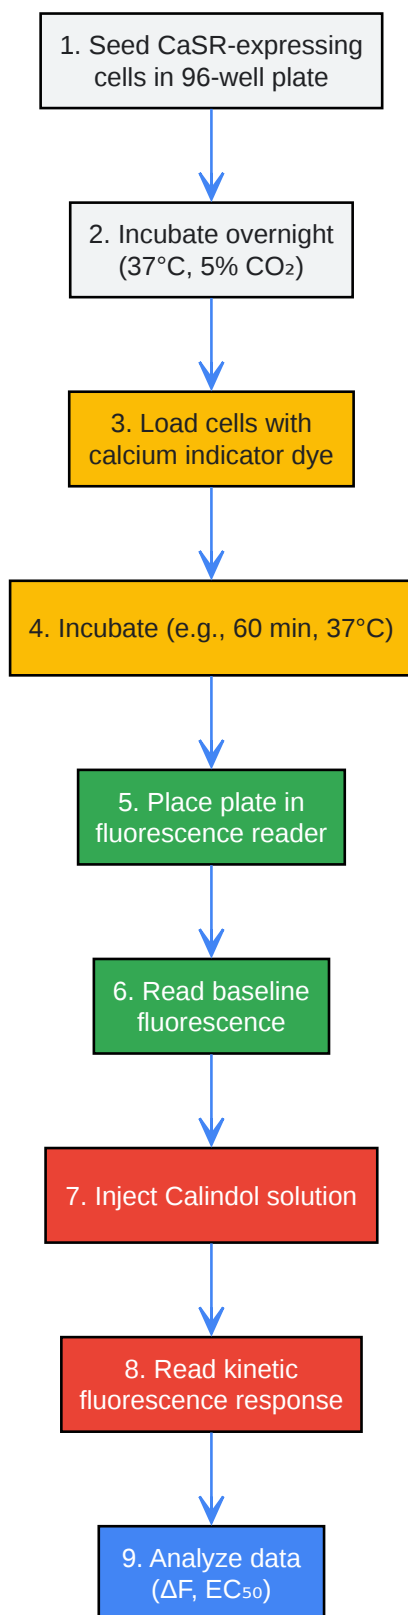 1. Seed CaSR-expressing
cells in 96-well plate
2. Incubate overnight
(37°C, 5% CO₂)
3. Load cells with
calcium indicator dye
4. Incubate (e.g., 60 min, 37°C)
5. Place plate in
fluorescence reader
6. Read baseline
fluorescence
7. Inject Calindol solution
8. Read kinetic
fluorescence response
9. Analyze data
(ΔF, EC₅₀)